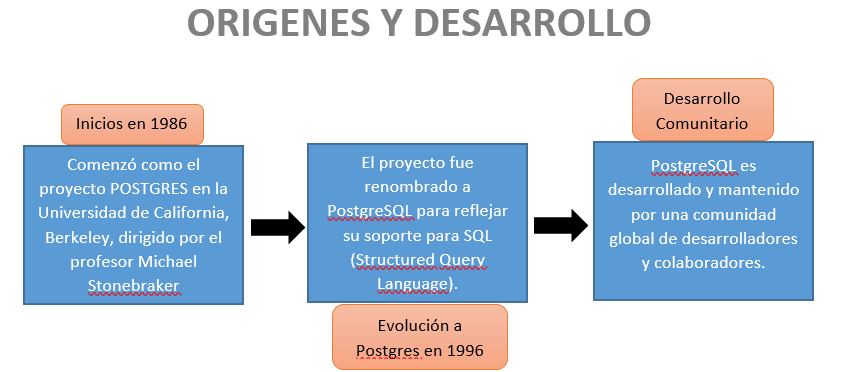 ORIGENES Y DESARROLLO
Inicios en 1986
Comenzó como el
proyecto POSTGRES en la
Universidad de California,
Berkeley, dirigido por el
profesor Michael
Stonebraker
El proyecto fue
renombrado a
PostgreSQL para reflejar
su soporte para SQL
(Structured Query
Language).
Evolución a
Postgres en 1996
Desarrollo
Comunitario
PostgreSQL es
desarrollado y mantenido
por una comunidad
global de desarrolladores
y colaboradores.